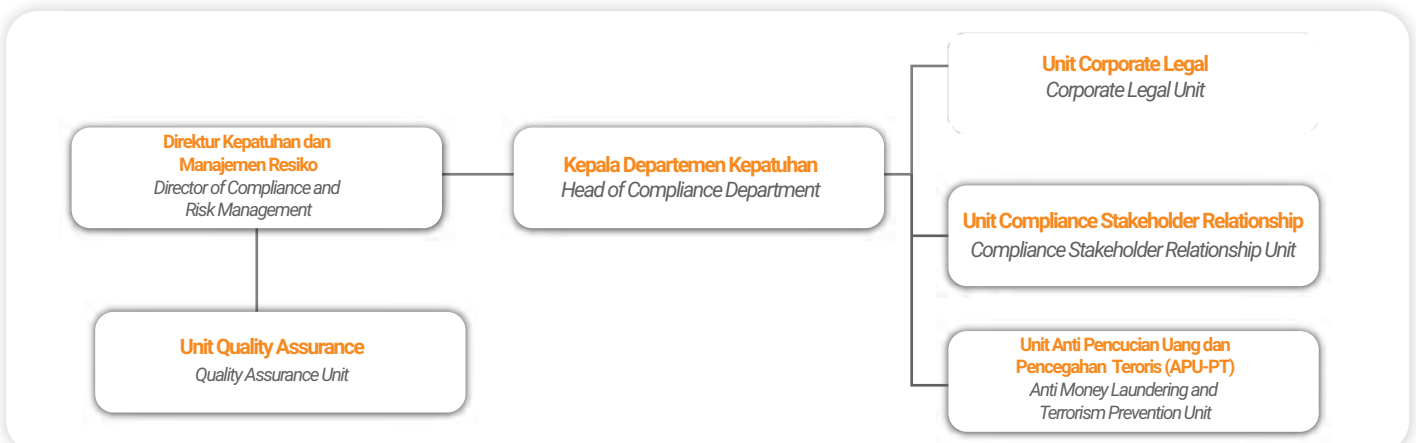 Direktur Kepatuhan dan
Manajemen Resiko
Director of Compliance and
Risk Management
Unit Quality Assurance
Quality Assurance Unit
Kepala Departemen Kepatuhan
Head of Compliance Department
Unit Corporate Legal
Corporate Legal Unit
Unit Compliance Stakeholder Relationship
Compliance Stakeholder Relationship Unit
Unit Anti Pencucian Uang dan
Pencegahan Teroris (APU-PT)
Anti Money Laundering and
Terrorism Prevention Unit